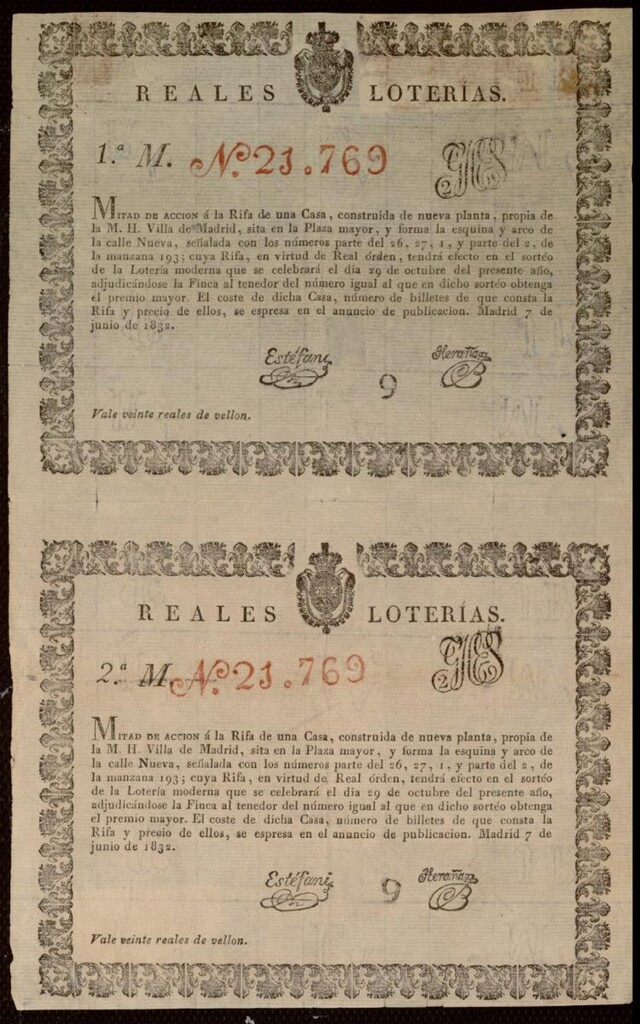 REALES LOTERÍAS.
1.ª M. N.º 21.769
MITAD DE ACCION á la Rifa de una Casa, construida de nueva planta, propia de
la M. H. Villa de Madrid, sita en la Plaza mayor, y forma la esquina y arco de
la calle Nueva, señalada con los números parte del 26, 27, 1, y parte del 2, de
la manzana 193; cuya Rifa, en virtud de Real órden, tendrá efecto en el sortéo
de la Lotería moderna que se celebrará el dia 29 de octubre del presente año,
adjudicándose la Finca al tenedor del número igual al que en dicho sortéo obtenga
el premio mayor. El coste de dicha Casa, número de billetes de que consta la
Rifa y precio de ellos, se espresa en el anuncio de publicacion. Madrid 7 de
junio de 1832.
Estéfani
9
Vale veinte reales de vellon.
REALES LOTERÍAS.
2.ª M. N.º 21.769
MITAD DE ACCION á la Rifa de una Casa, construida de nueva planta, propia de
la M. H. Villa de Madrid, sita en la Plaza mayor, y forma la esquina y arco de
la calle Nueva, señalada con los números parte del 26, 27, 1, y parte del 2, de
la manzana 193; cuya Rifa, en virtud de Real órden, tendrá efecto en el sortéo
de la Lotería moderna que se celebrará el dia 29 de octubre del presente año,
adjudicándose la Finca al tenedor del número igual al que en dicho sortéo obtenga
el premio mayor. El coste de dicha Casa, número de billetes de que consta la
Rifa y precio de ellos, se espresa en el anuncio de publicacion. Madrid 7 de
junio de 1832.
Estéfani
9
Vale veinte reales de vellon.